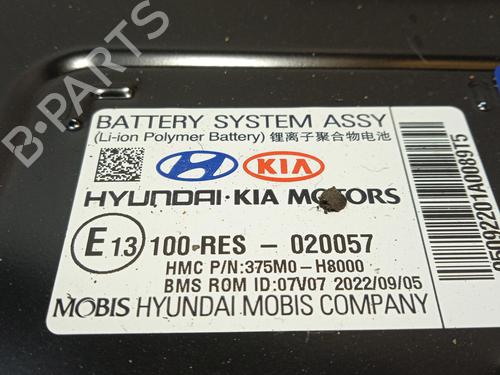 B-PARTS
BATTERY SYSTEM ASSY
(Li-ion Polymer Battery) 锂离子聚合物电池
HYUNDAI KIA
HYUNDAI·KIA MOTORS
E13 100-RES - 020057
HMC P/N:375M0-H8000
BMS ROM ID:07V07 2022/09/05
MOBIS HYUNDAI MOBIS COMPANY